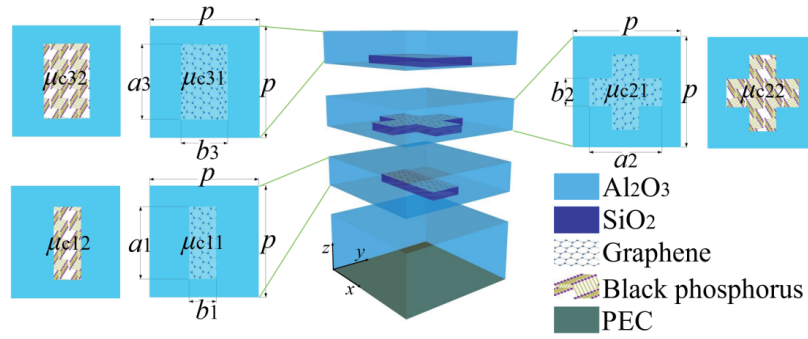 p
μc32
a3
μc31
p
b3
p
μc12
a1
μc11
p
b1
z
y
x
p
b2
μc21
p
μc22
a2
Al2O3
SiO2
Graphene
Black phosphorus
PEC